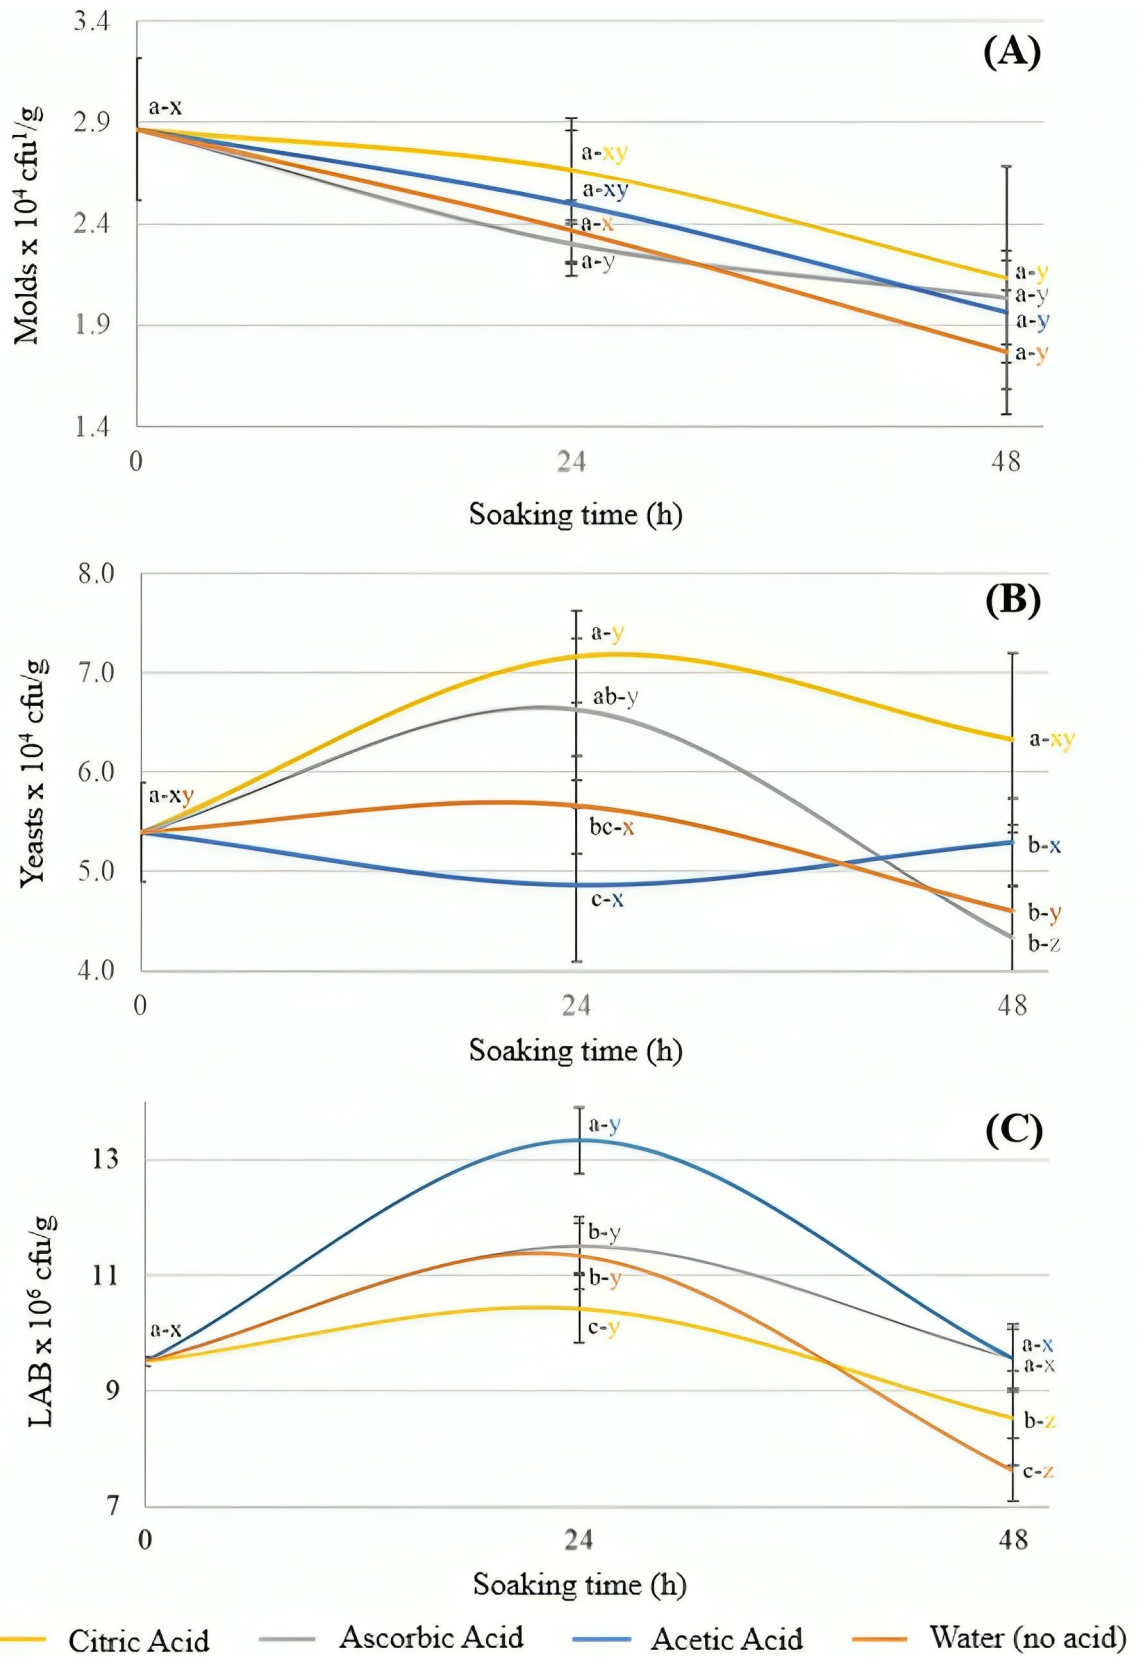 3.4
(A)
a-x
2.9
a-xy
a-xy
2.4
a-x
a-y
a-y
a-y
a-y
1.9
a-y
1.4
Molds x 10⁴ cfu¹/g
0
24
48
Soaking time (h)
8.0
(B)
a-y
7.0
ab-y
a-xy
6.0
a-xy
bc-x
b-x
5.0
c-x
b-y
b-z
4.0
Yeasts x 10⁴ cfu/g
0
24
48
Soaking time (h)
(C)
a-y
13
b-y
11
b-y
c-y
a-x
a-x
a-x
9
b-z
c-z
7
LAB x 10⁶ cfu/g
0
24
48
Soaking time (h)
Citric Acid
Ascorbic Acid
Acetic Acid
Water (no acid)